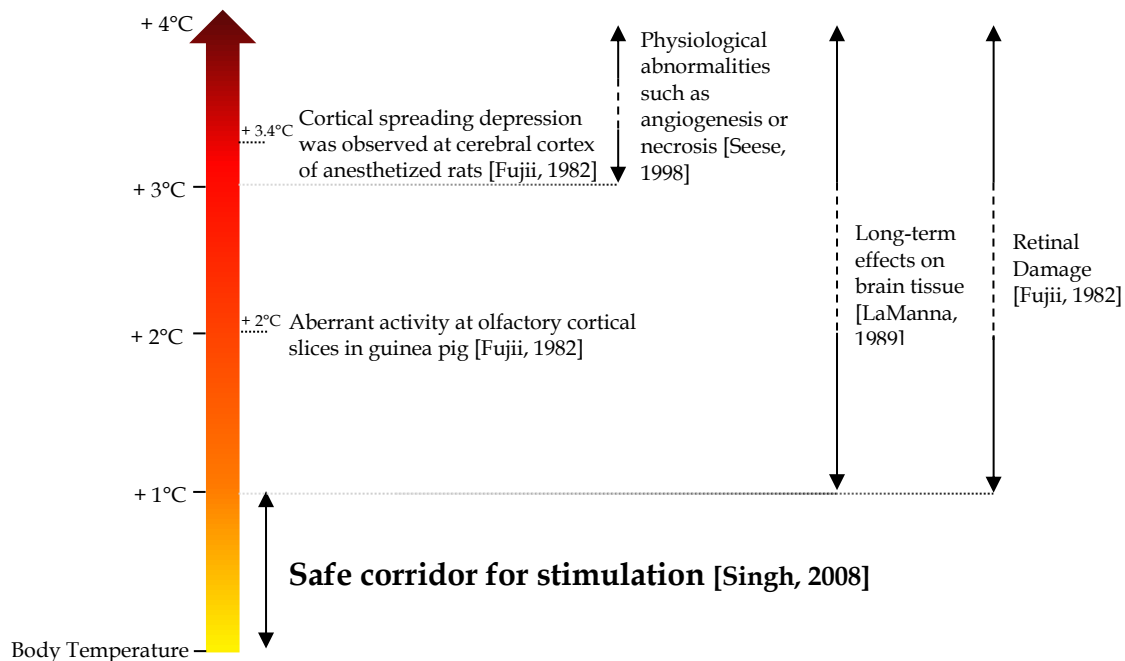 + 4°C
Physiological
abnormalities
such as
angiogenesis or
necrosis [Seese,
1998]
+ 3.4°C
Cortical spreading depression
was observed at cerebral cortex
of anesthetized rats [Fujii, 1982]
+ 3°C
Long-term
effects on
brain tissue
[LaManna,
1989]
Retinal
Damage
[Fujii, 1982]
+ 2°C
+ 2°C
Aberrant activity at olfactory cortical
slices in guinea pig [Fujii, 1982]
+ 1°C
Safe corridor for stimulation [Singh, 2008]
Body Temperature